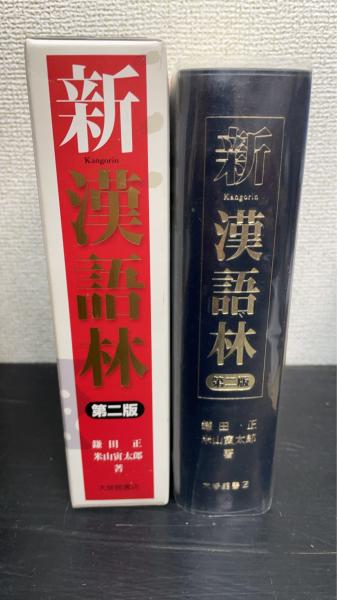 新
Kangorin
漢語林
第二版
鎌田 正
米山寅太郎
著
大修館書店
新
Kangorin
漢語林
第二版
鎌田 正
米山寅太郎
著